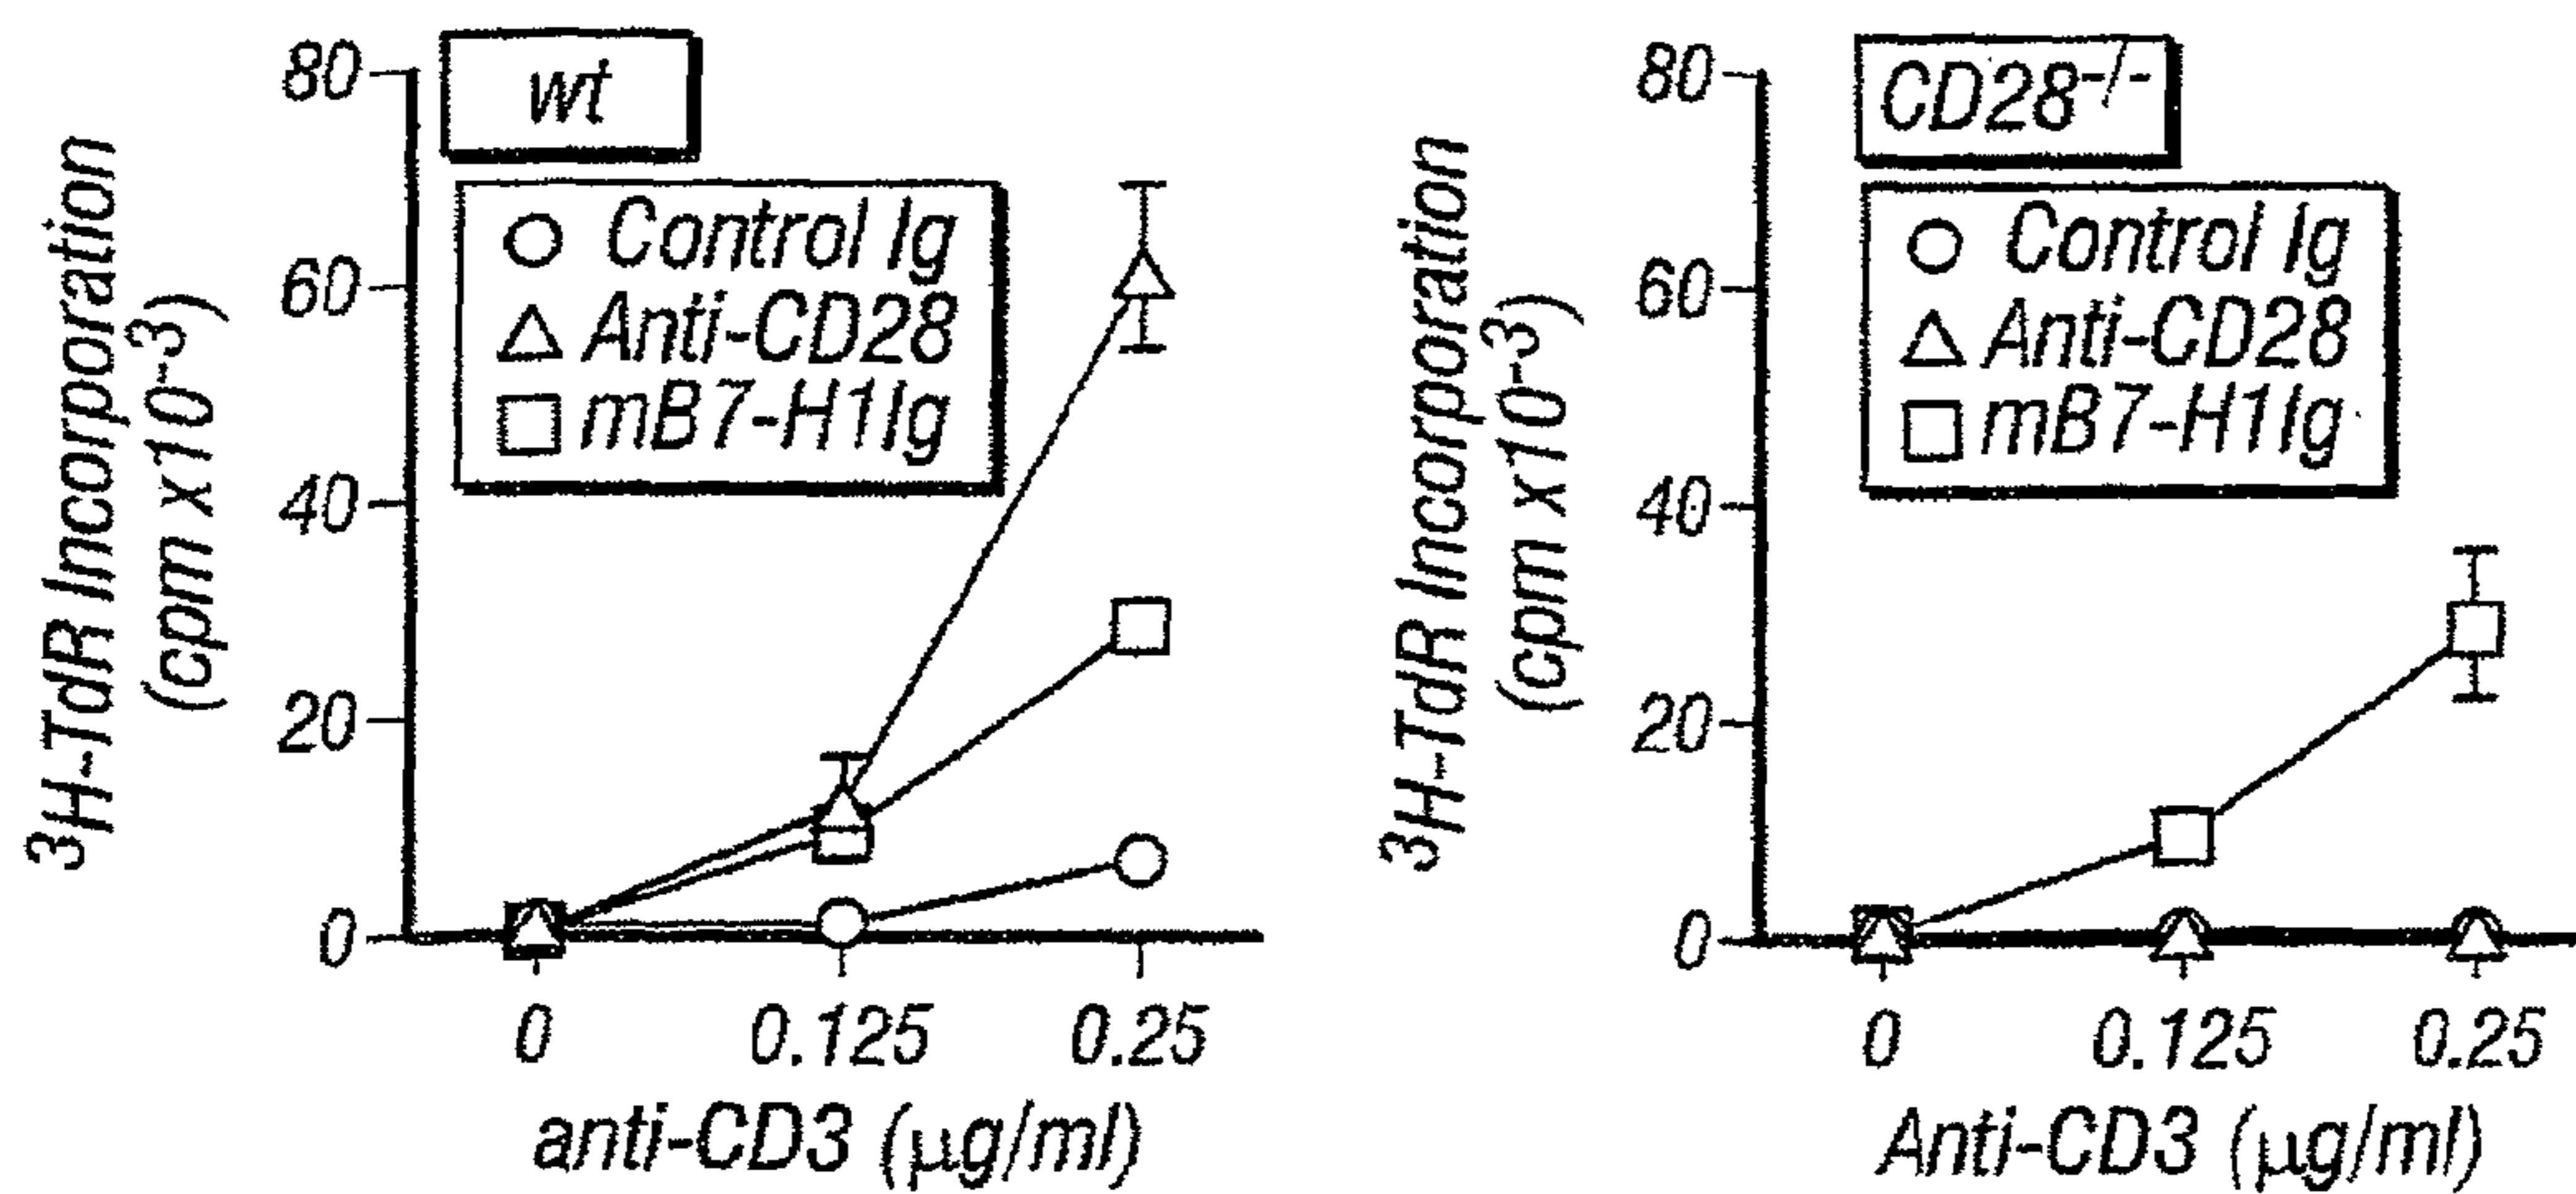 wt
Control Ig
Anti-CD28
mB7-H1Ig
80
60
40
20
0
³H-TdR Incorporation
(cpm x10⁻³)
0 0.125 0.25
anti-CD3 (µg/ml)
CD28⁻/⁻
Control Ig
Anti-CD28
mB7-H1Ig
80
60
40
20
0
³H-TdR Incorporation
(cpm x10⁻³)
0 0.125 0.25
Anti-CD3 (µg/ml)